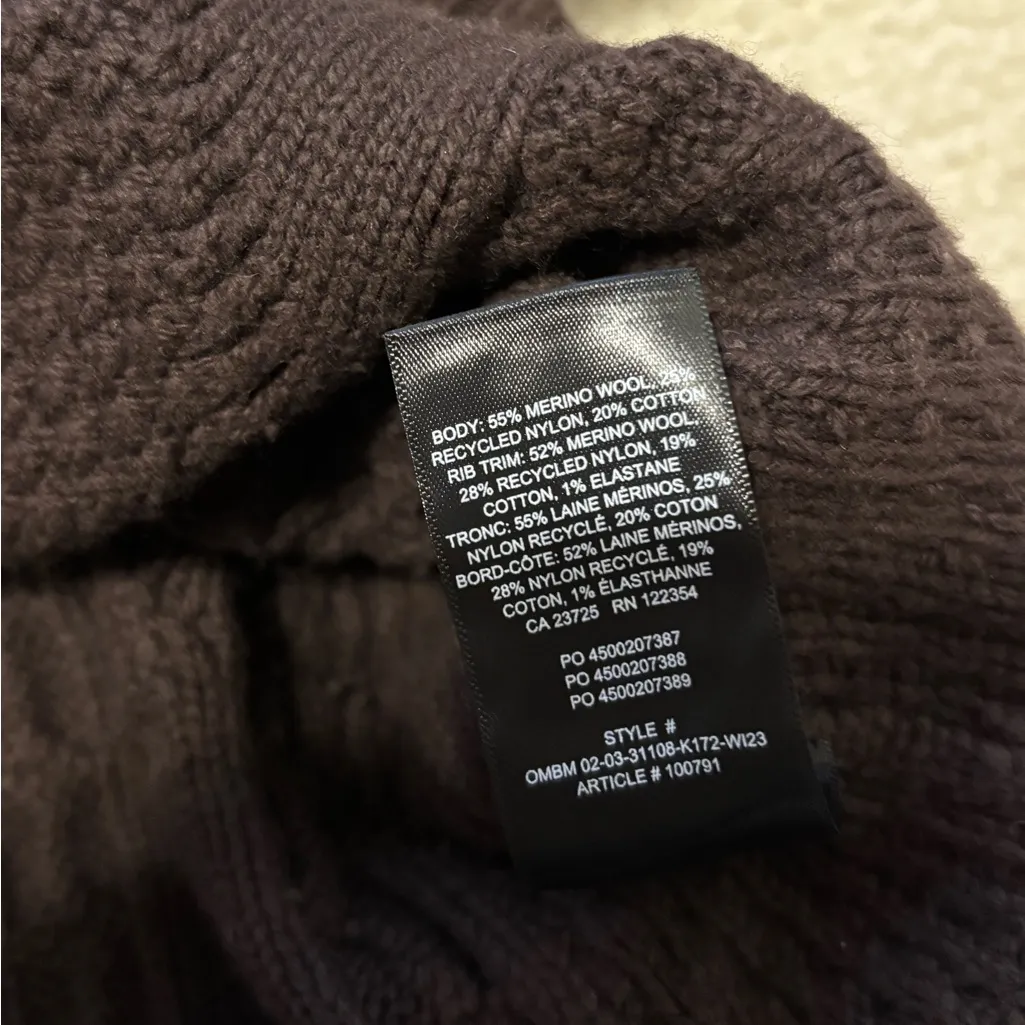 BODY: 55% MERINO WOOL, 25%
RECYCLED NYLON, 20% COTTON
RIB TRIM: 52% MERINO WOOL,
28% RECYCLED NYLON, 19%
COTTON, 1% ELASTANE
TRONC: 55% LAINE MÉRINOS, 25%
NYLON RECYCLÉ, 20% COTON
BORD-CÔTE: 52% LAINE MÉRINOS,
28% NYLON RECYCLÉ, 19%
COTON, 1% ÉLASTHANNE
CA 23725 RN 122354
PO 4500207387
PO 4500207388
PO 4500207389
STYLE #
OMBM 02-03-31108-K172-WI23
ARTICLE # 100791